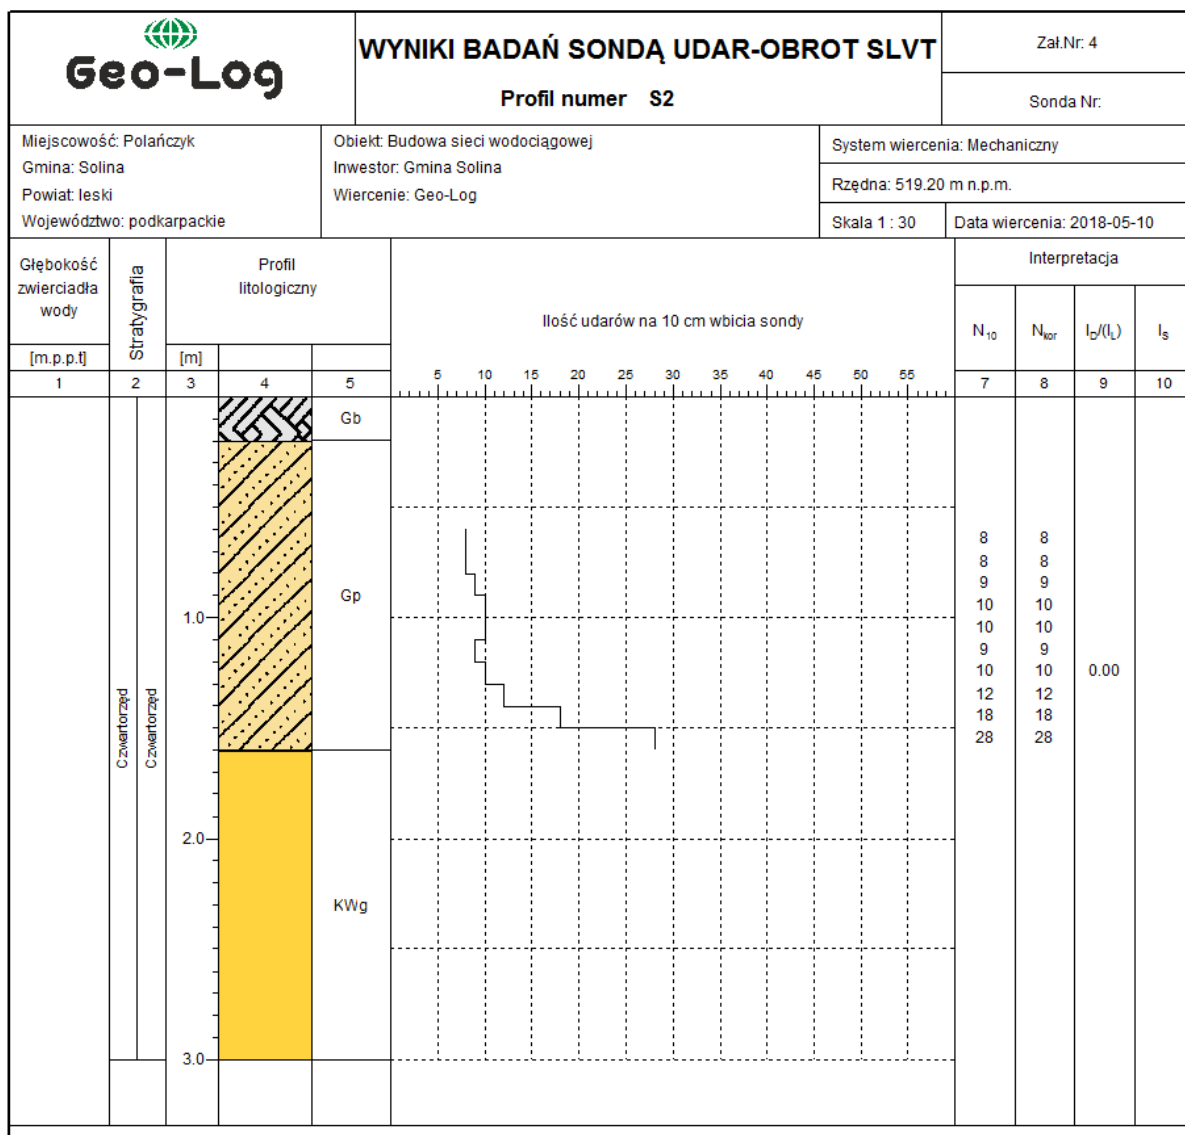 Geo-Log
WYNIKI BADAŃ SONDĄ UDAR-OBROT SLVT
Profil numer S2
Zał.Nr: 4
Sonda Nr:
Miejscowość: Polańczyk
Gmina: Solina
Powiat: leski
Województwo: podkarpackie
Obiekt: Budowa sieci wodociągowej
Inwestor: Gmina Solina
Wiercenie: Geo-Log
System wiercenia: Mechaniczny
Rzędna: 519.20 m n.p.m.
Skala 1 : 30
Data wiercenia: 2018-05-10
Głębokość
zwierciadła
wody
[m.p.p.t]
Stratygrafia
Profil
litologiczny
[m]
Ilość udarów na 10 cm wbicia sondy
Interpretacja
N10
Nkor
ID/(IL)
IS
1 2 3 4 5
5 10 15 20 25 30 35 40 45 50 55
7 8 9 10
Gb
Gp
KWg
1.0
2.0
3.0
Czwartorzęd
Czwartorzęd
8 8
8 8
9 9
10 10
10 10
9 9
10 10 0.00
12 12
18 18
28 28